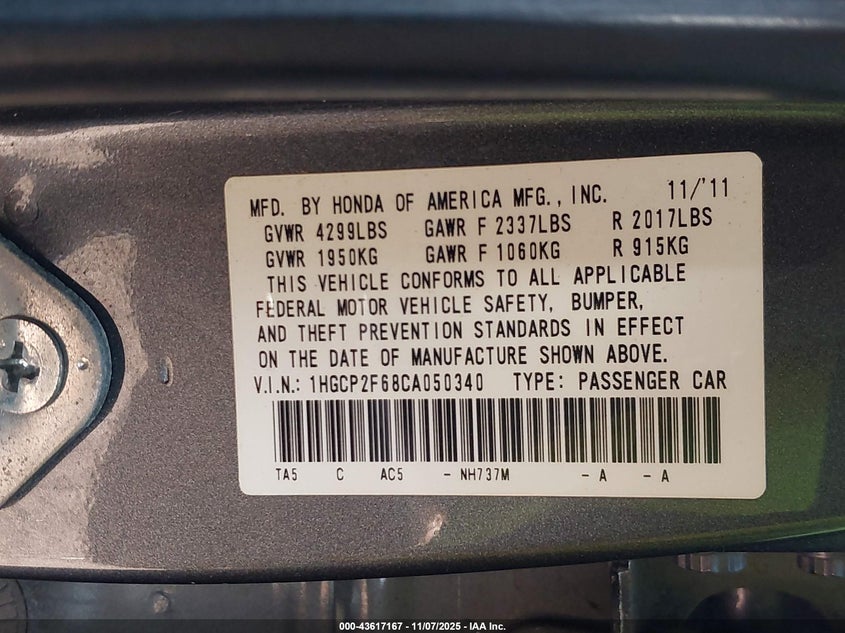 MFD. BY HONDA OF AMERICA MFG., INC. 11/'11
GVWR 4299LBS GAWR F 2337LBS R 2017LBS
GVWR 1950KG GAWR F 1060KG R 915KG
THIS VEHICLE CONFORMS TO ALL APPLICABLE
FEDERAL MOTOR VEHICLE SAFETY, BUMPER,
AND THEFT PREVENTION STANDARDS IN EFFECT
ON THE DATE OF MANUFACTURE SHOWN ABOVE.
V.I.N.: 1HGCP2F68CA050340 TYPE: PASSENGER CAR
TA5 C AC5 - NH737M - A - A
000-43617167 - 11/07/2025 - IAA Inc.